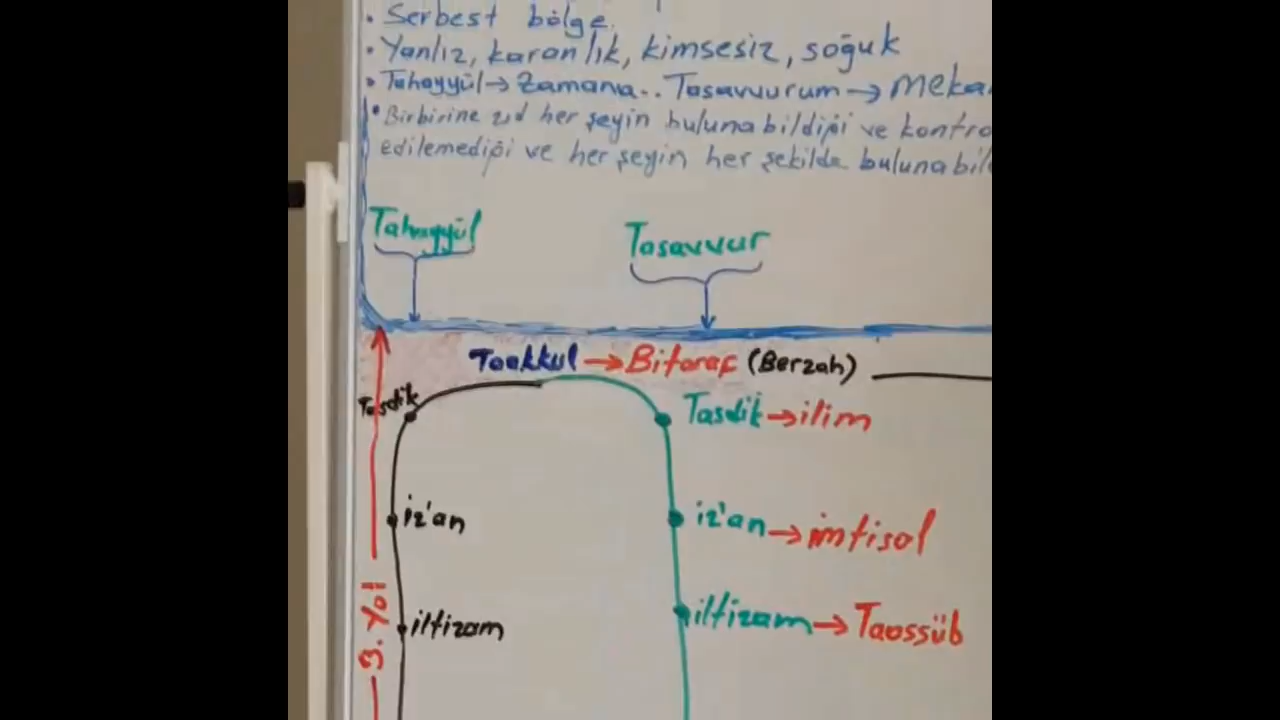 • Serbest bölge.
• Yanlız, karanlık, kimsesiz, soğuk
• Tahayyül → Zamana.. Tasavvurum → meka
• Birbirine zıd her şeyin bulunabildiği ve kontro
edilemediği ve her şeyin her şekilde bulunabil
Tahayyül
Tasavvur
Taakkul → Bitaraf (Berzah)
Tasdik
Tasdik → ilim
iz'an
iz'an → imtisal
iltizam
iltizam → Taassüb
3. Yol